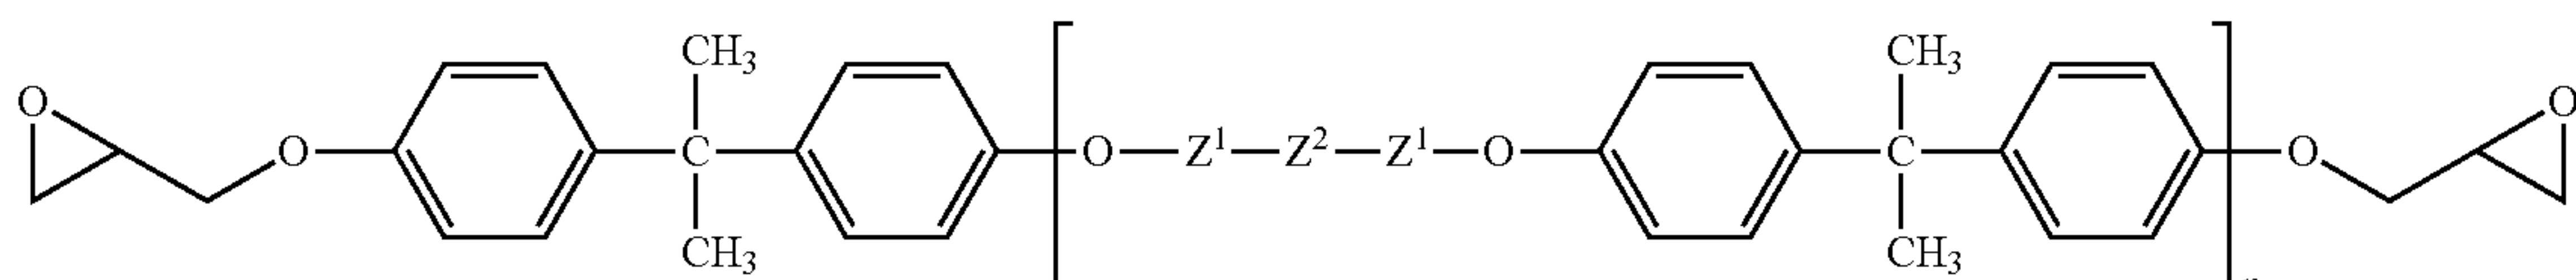 CH₃ CH₃
O O C O—Z¹—Z²—Z¹—O C O O
CH₃ CH₃